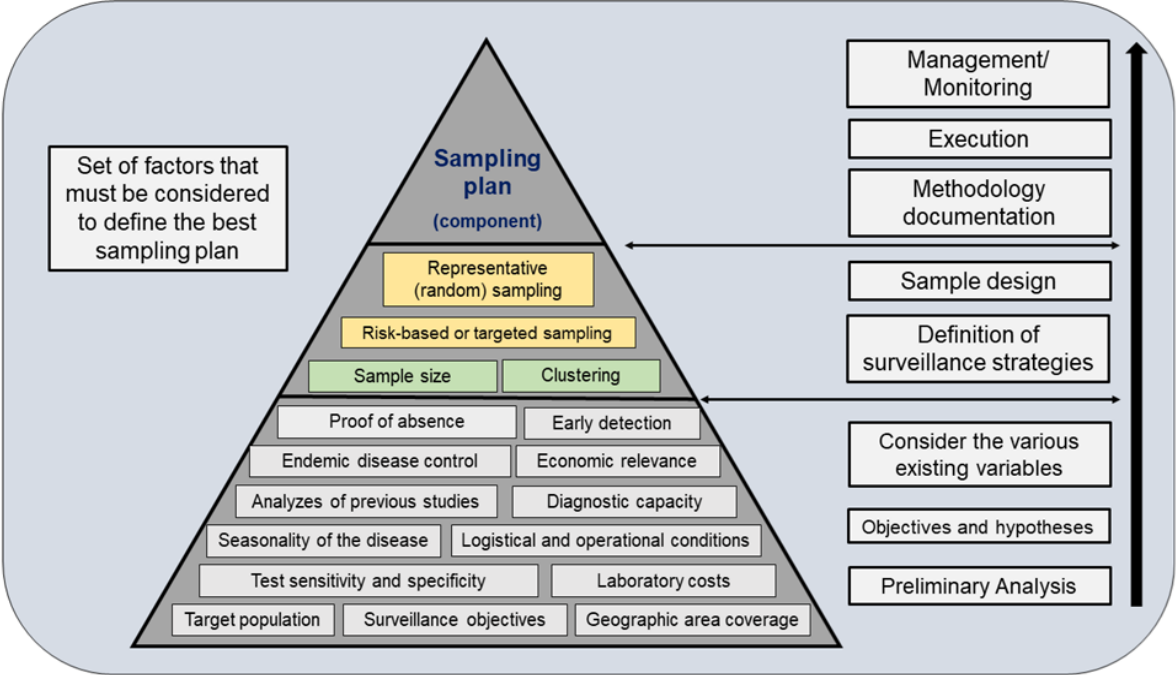 Set of factors that
must be considered
to define the best
sampling plan
Sampling
plan
(component)
Representative
(random) sampling
Risk-based or targeted sampling
Sample size
Clustering
Proof of absence
Early detection
Endemic disease control
Economic relevance
Analyzes of previous studies
Diagnostic capacity
Seasonality of the disease
Logistical and operational conditions
Test sensitivity and specificity
Laboratory costs
Target population
Surveillance objectives
Geographic area coverage
Management/
Monitoring
Execution
Methodology
documentation
Sample design
Definition of
surveillance strategies
Consider the various
existing variables
Objectives and hypotheses
Preliminary Analysis